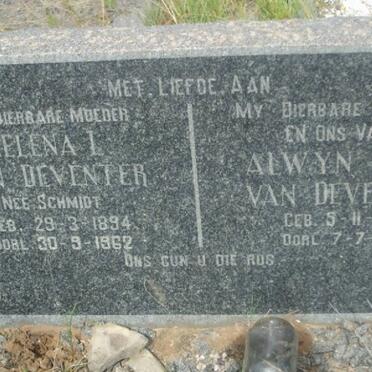 MET LIEFDE AAN
DIERBARE MOEDER
HELENA L.
VAN DEVENTER
NEE SCHMIDT
GEB. 29-3-1894
OORL 30-9-1962
MY DIERBARE
EN ONS VA
ALWYN
VAN DEVE
GEB 5-11
OORL 7-7-
ONS GUN U DIE RUS